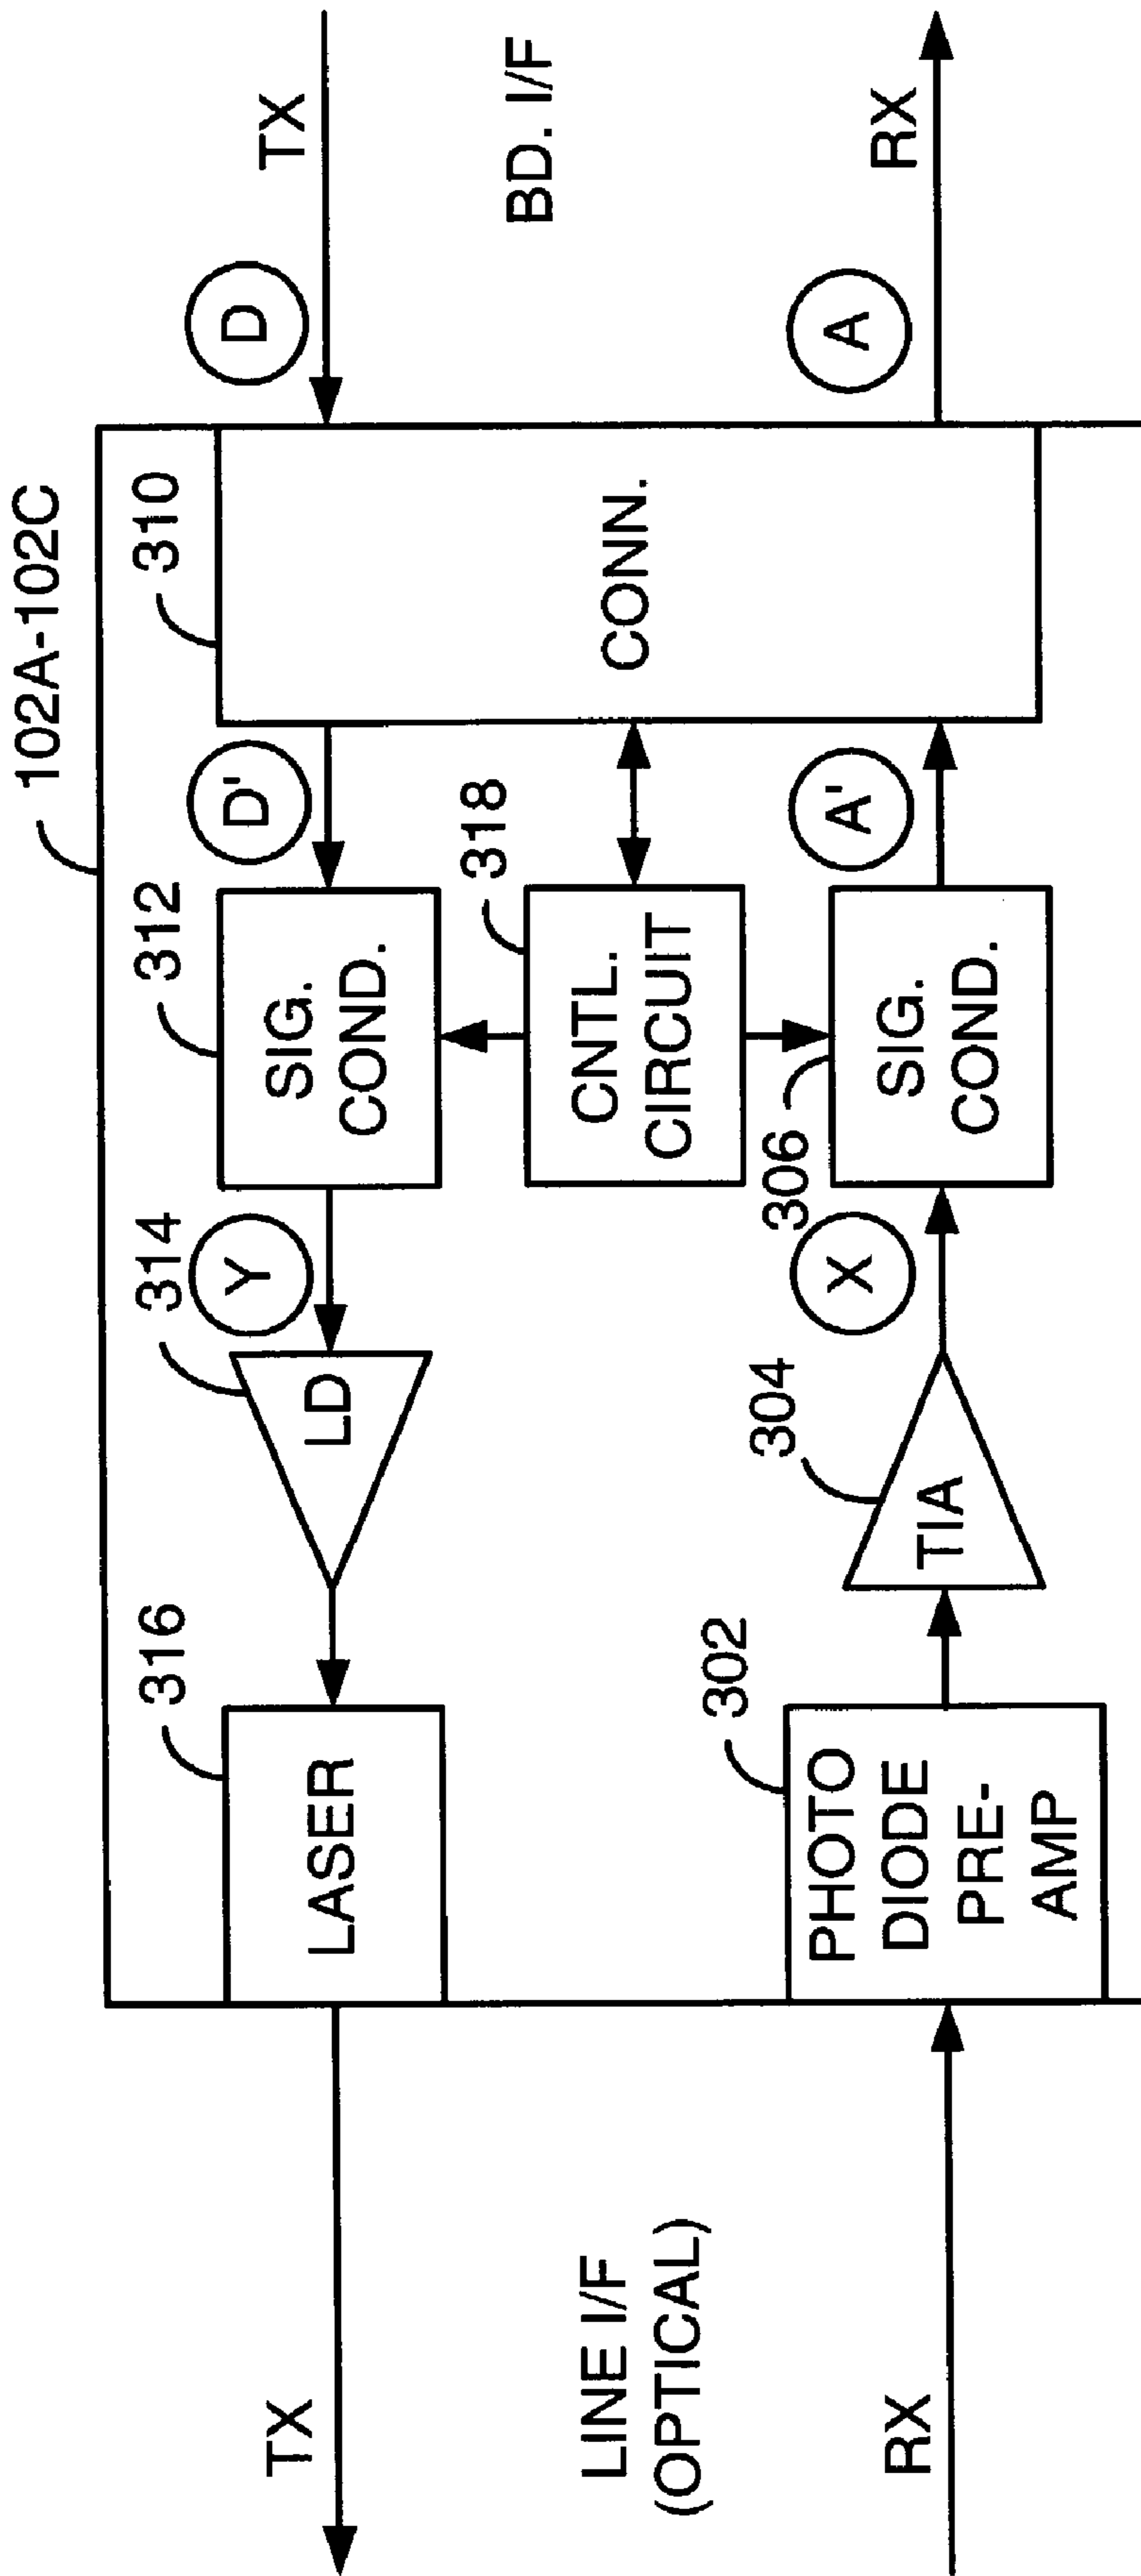 102A-102C
TX
D
310
D'
312
SIG.
COND.
Y
314
LD
316
LASER
TX
BD. I/F
CONN.
318
CNTL.
CIRCUIT
LINE I/F
(OPTICAL)
RX
A
A'
306
SIG.
COND.
X
304
TIA
302
PHOTO
DIODE
PRE-
AMP
RX